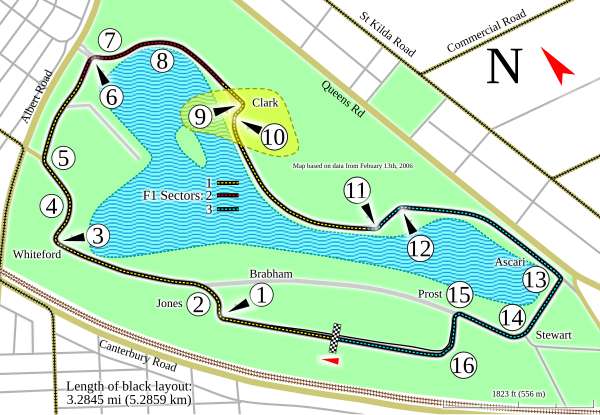 St Kilda Road
Commercial Road
N
7
8
Albert Road
6
Queens Rd
Clark
9
10
Map based on data from Febuary 13th, 2006
5
1
F1 Sectors: 2
3
11
4
3
12
Whiteford
Ascari
Brabham
13
Prost
15
Jones
2
1
14
Stewart
16
Canterbury Road
Length of black layout:
3.2845 mi (5.2859 km)
1823 ft (556 m)